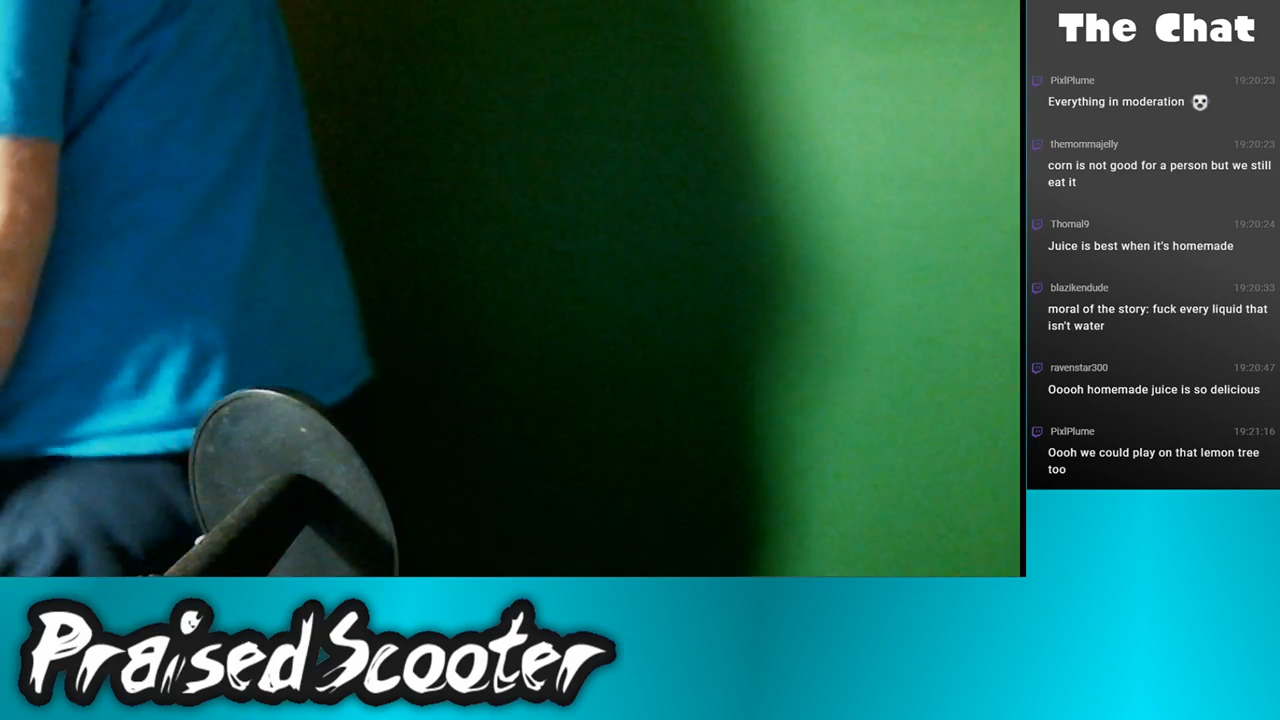 The Chat
PixlPlume 19:20:23
Everything in moderation
themommajelly 19:20:23
corn is not good for a person but we still
eat it
Thomal9 19:20:24
Juice is best when it's homemade
blazikendude 19:20:33
moral of the story: fuck every liquid that
isn't water
ravenstar300 19:20:47
Ooooh homemade juice is so delicious
PixlPlume 19:21:16
Oooh we could play on that lemon tree
too
PraisedScooter